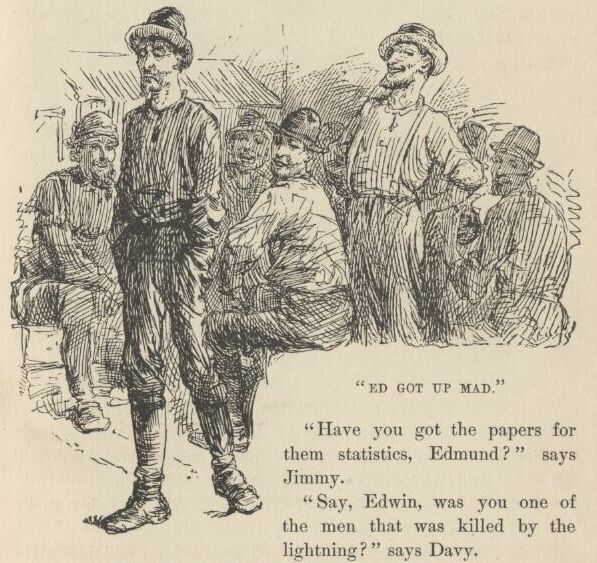 "ED GOT UP MAD."
"Have you got the papers for
them statistics, Edmund?" says
Jimmy.
"Say, Edwin, was you one of
the men that was killed by the
lightning?" says Davy.